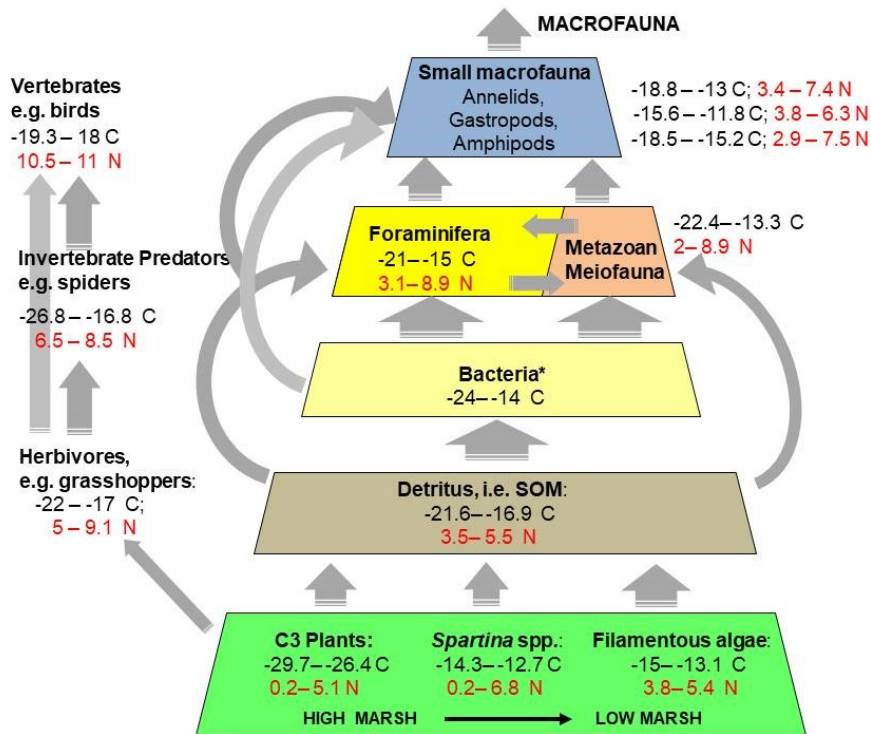 MACROFAUNA
Small macrofauna
Annelids,
Gastropods,
Amphipods
-18.8– -13 C; 3.4 – 7.4 N
-15.6– -11.8 C; 3.8 – 6.3 N
-18.5– -15.2 C; 2.9 – 7.5 N
Vertebrates
e.g. birds
-19.3– 18 C
10.5 – 11 N
Foraminifera
-21– -15 C
3.1– 8.9 N
Metazoan
Meiofauna
-22.4– -13.3 C
2– 8.9 N
Invertebrate Predators
e.g. spiders
-26.8– -16.8 C
6.5 – 8.5 N
Bacteria*
-24– -14 C
Herbivores,
e.g. grasshoppers:
-22 – -17 C;
5 – 9.1 N
Detritus, i.e. SOM:
-21.6– -16.9 C
3.5 – 5.5 N
C3 Plants:
-29.7– -26.4 C
0.2 – 5.1 N
Spartina spp.:
-14.3– -12.7 C
0.2 – 6.8 N
Filamentous algae:
-15– -13.1 C
3.8 – 5.4 N
HIGH MARSH
LOW MARSH